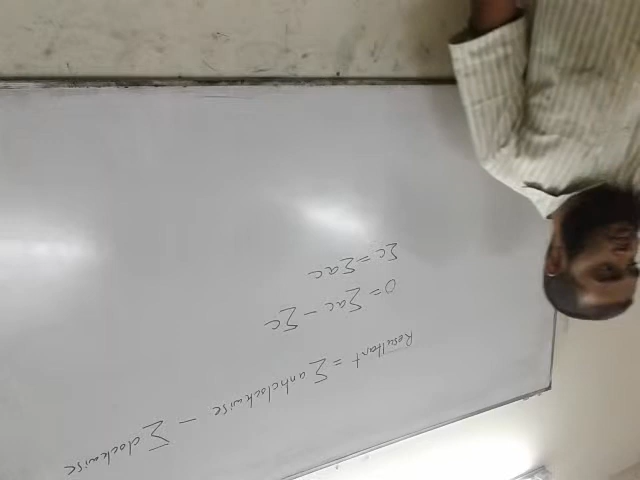 Resultant = Σ anticlockwise - Σ clockwise
0 = Σac - Σc
Σc = Σac